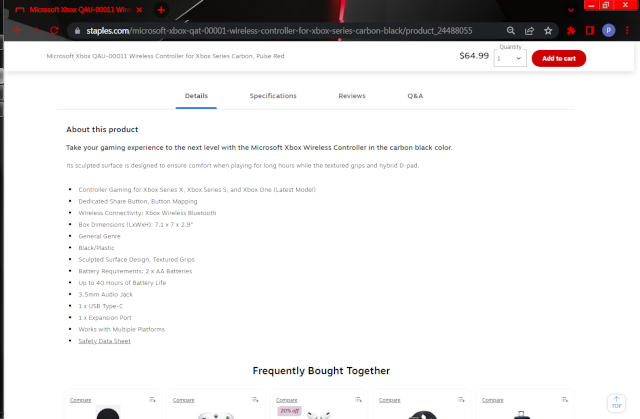 Microsoft Xbox QAU-00011 Wire
staples.com/microsoft-xbox-qat-00001-wireless-controller-for-xbox-series-carbon-black/product_24488055
P
Microsoft Xbox QAU-00011 Wireless Controller for Xbox Series Carbon, Pulse Red
$64.99
Quantity
1
Add to cart
Details
Specifications
Reviews
Q&A
About this product
Take your gaming experience to the next level with the Microsoft Xbox Wireless Controller in the carbon black color.
Its sculpted surface is designed to ensure comfort when playing for long hours while the textured grips and hybrid D-pad.
Controller Gaming for Xbox Series X, Xbox Series S, and Xbox One (Latest Model)
Dedicated Share Button, Button Mapping
Wireless Connectivity: Xbox Wireless Bluetooth
Box Dimensions (LxWxH): 7.1 x 7 x 2.9"
General Genre
Black/Plastic
Sculpted Surface Design, Textured Grips
Battery Requirements: 2 x AA Batteries
Up to 40 Hours of Battery Life
3.5mm Audio Jack
1 x USB Type-C
1 x Expansion Port
Works with Multiple Platforms
Safety Data Sheet
Frequently Bought Together
Compare
Compare
Compare
Compare
Compare
20% off
TOP